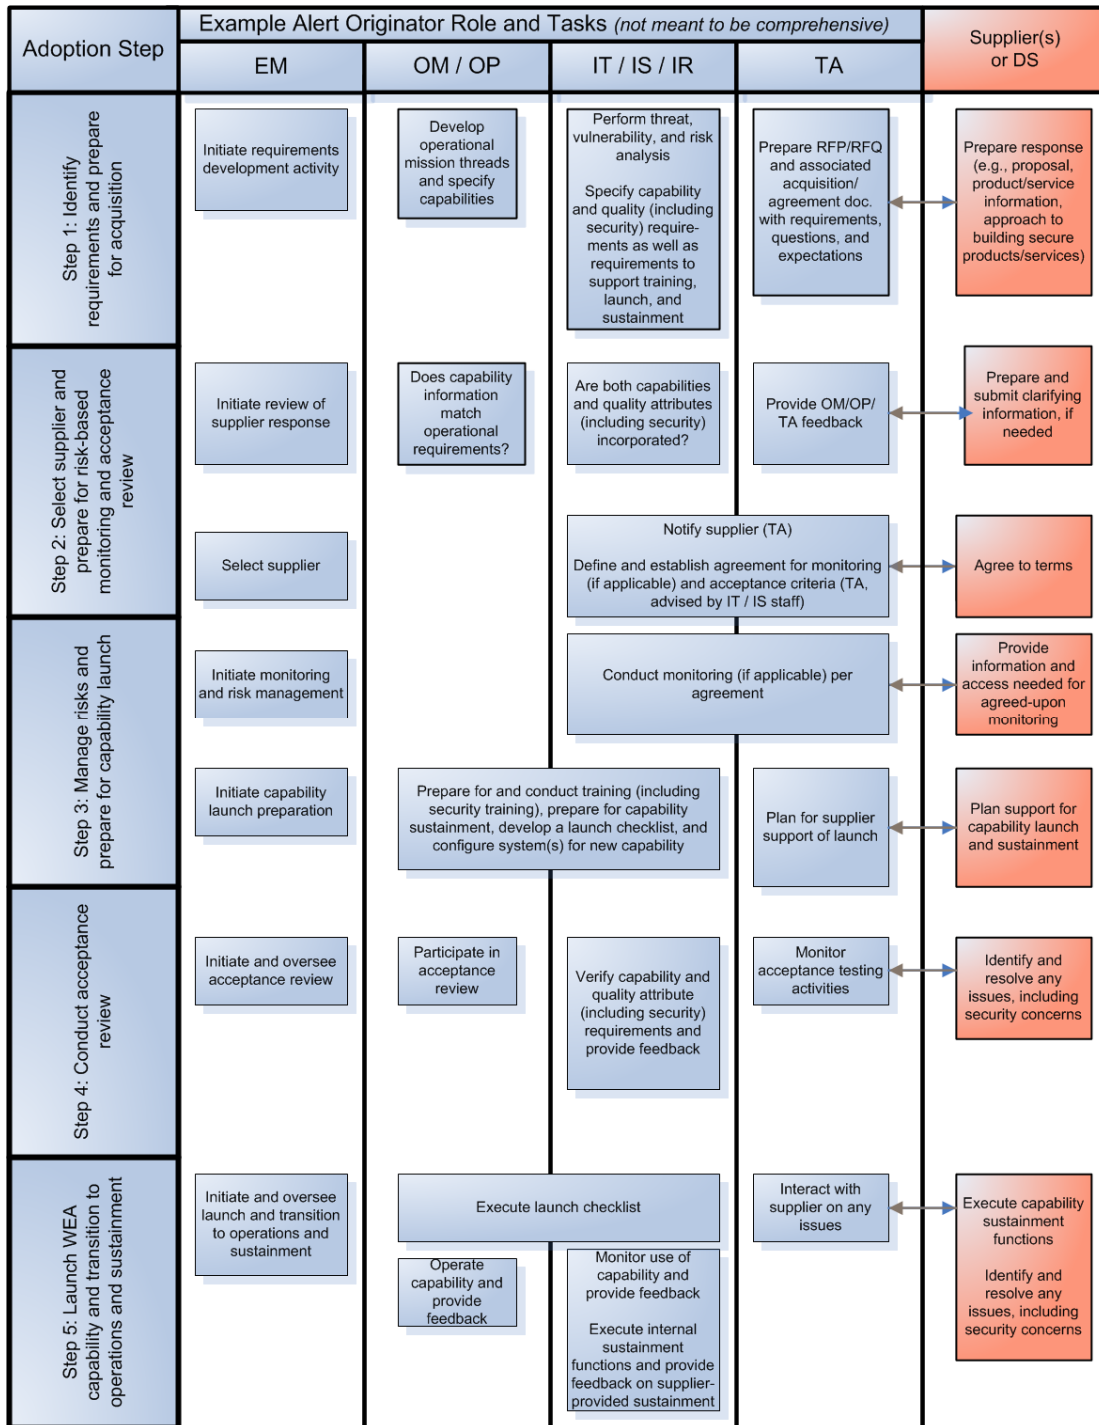 Adoption Step
Example Alert Originator Role and Tasks (not meant to be comprehensive)
Supplier(s)
or DS
EM
OM / OP
IT / IS / IR
TA
Step 1: Identify
requirements and prepare
for acquisition
Initiate requirements
development activity
Develop
operational
mission threads
and specify
capabilities
Perform threat,
vulnerability, and risk
analysis
Specify capability
and quality (including
security) require-
ments as well as
requirements to
support training,
launch, and
sustainment
Prepare RFP/RFQ
and associated
acquisition/
agreement doc.
with requirements,
questions, and
expectations
Prepare response
(e.g., proposal,
product/service
information,
approach to
building secure
products/services)
Step 2: Select supplier and
prepare for risk-based
monitoring and acceptance
review
Initiate review of
supplier response
Does capability
information
match
operational
requirements?
Are both capabilities
and quality attributes
(including security)
incorporated?
Provide OM/OP/
TA feedback
Prepare and
submit clarifying
information, if
needed
Select supplier
Notify supplier (TA)
Define and establish agreement for monitoring
(if applicable) and acceptance criteria (TA,
advised by IT / IS staff)
Agree to terms
Step 3: Manage risks and
prepare for capability launch
Initiate monitoring
and risk management
Conduct monitoring (if applicable) per
agreement
Provide
information and
access needed for
agreed-upon
monitoring
Initiate capability
launch preparation
Prepare for and conduct training (including
security training), prepare for capability
sustainment, develop a launch checklist, and
configure system(s) for new capability
Plan for supplier
support of launch
Plan support for
capability launch
and sustainment
Step 4: Conduct acceptance
review
Initiate and oversee
acceptance review
Participate in
acceptance
review
Verify capability and
quality attribute
(including security)
requirements and
provide feedback
Monitor
acceptance testing
activities
Identify and
resolve any
issues, including
security concerns
Step 5: Launch WEA
capability and transition to
operations and sustainment
Initiate and oversee
launch and transition
to operations and
sustainment
Execute launch checklist
Interact with
supplier on any
issues
Execute capability
sustainment
functions
Identify and
resolve any
issues, including
security concerns
Operate
capability and
provide
feedback
Monitor use of
capability and
provide feedback
Execute internal
sustainment
functions and provide
feedback on supplier-
provided sustainment